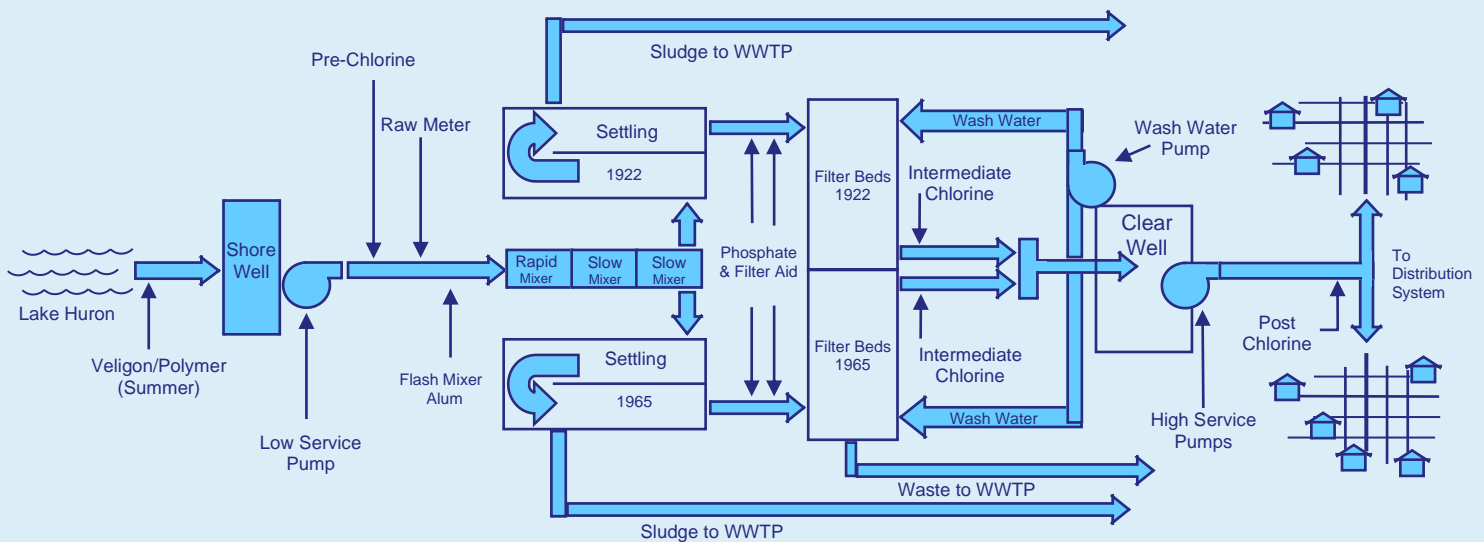 Sludge to WWTP
Pre-Chlorine
Raw Meter
Settling
1922
Wash Water
Wash Water
Pump
Filter Beds
1922
Intermediate
Chlorine
Shore
Well
Rapid
Mixer
Slow
Mixer
Slow
Mixer
Phosphate
& Filter Aid
Clear
Well
To
Distribution
System
Lake Huron
Veligon/Polymer
(Summer)
Flash Mixer
Alum
Settling
1965
Filter Beds
1965
Intermediate
Chlorine
Post
Chlorine
Wash Water
Low Service
Pump
High Service
Pumps
Waste to WWTP
Sludge to WWTP